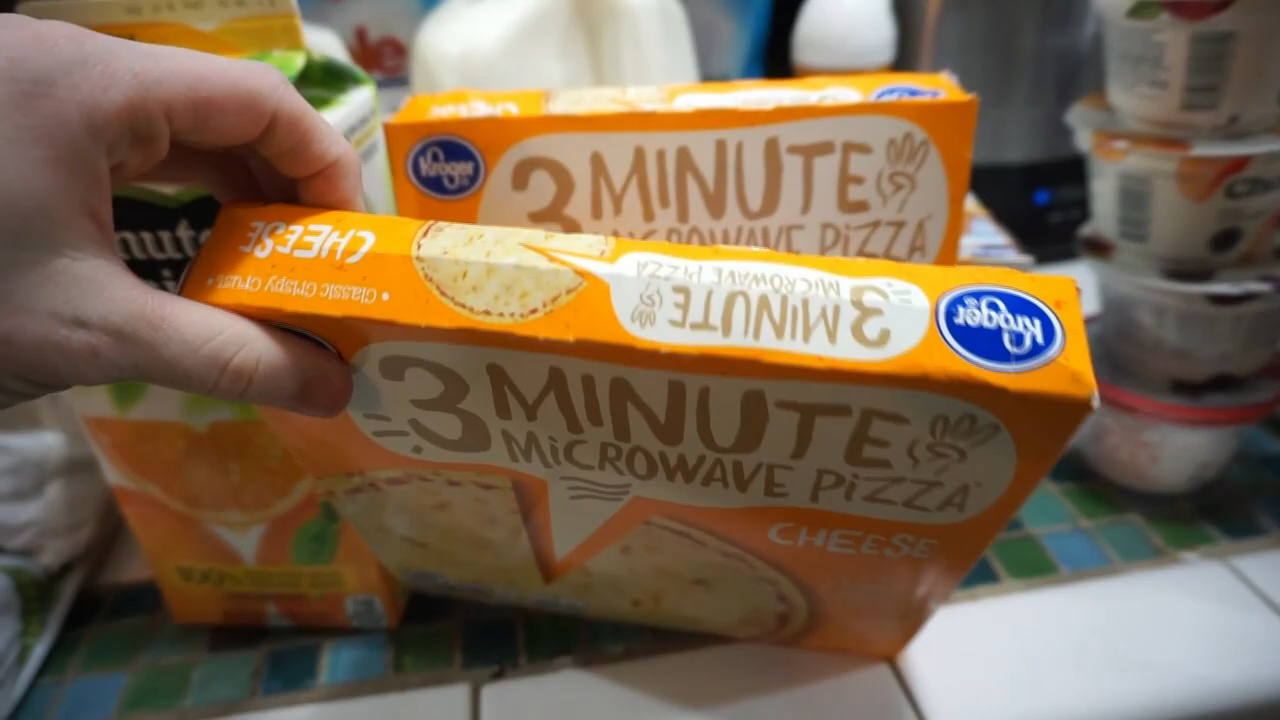 Kroger
3 MINUTE
MICROWAVE PIZZA
CHEESE
Classic Crispy Crust
3 MINUTE
MICROWAVE PIZZA
Kroger
3 MINUTE
MICROWAVE PIZZA
CHEESE
100%